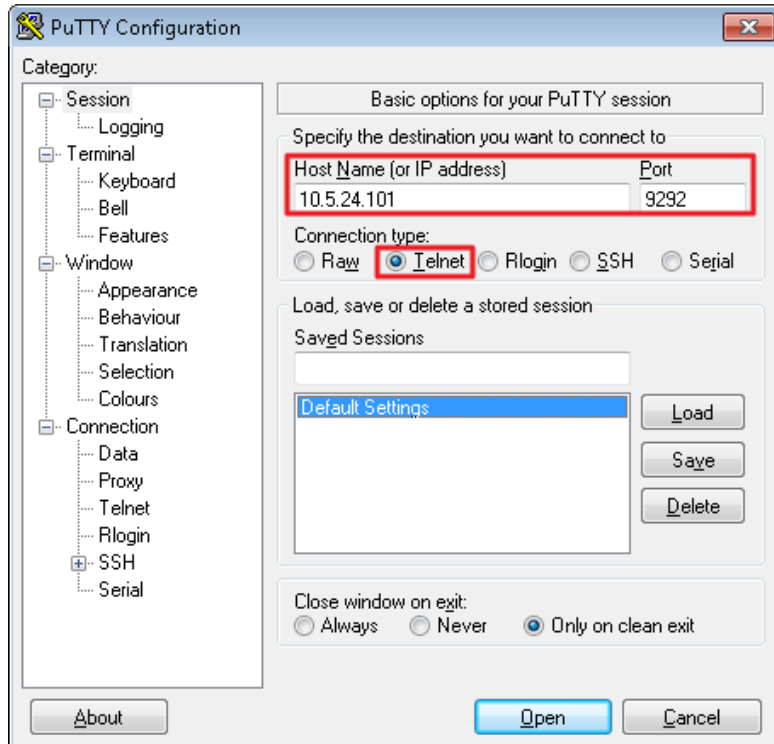 PuTTY Configuration
Category:
Session
Logging
Terminal
Keyboard
Bell
Features
Window
Appearance
Behaviour
Translation
Selection
Colours
Connection
Data
Proxy
Telnet
Rlogin
SSH
Serial
Basic options for your PuTTY session
Specify the destination you want to connect to
Host Name (or IP address) Port
10.5.24.101 9292
Connection type:
Raw Telnet Rlogin SSH Serial
Load, save or delete a stored session
Saved Sessions
Default Settings
Load
Save
Delete
Close window on exit:
Always Never Only on clean exit
About Open Cancel